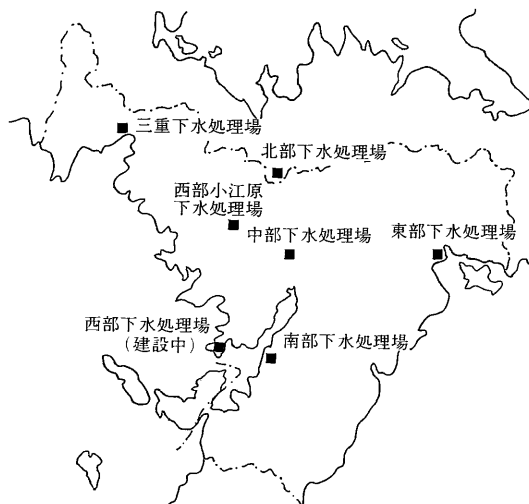 三重下水処理場
北部下水処理場
西部小江原
下水処理場
中部下水処理場
東部下水処理場
西部下水処理場
(建設中)
南部下水処理場